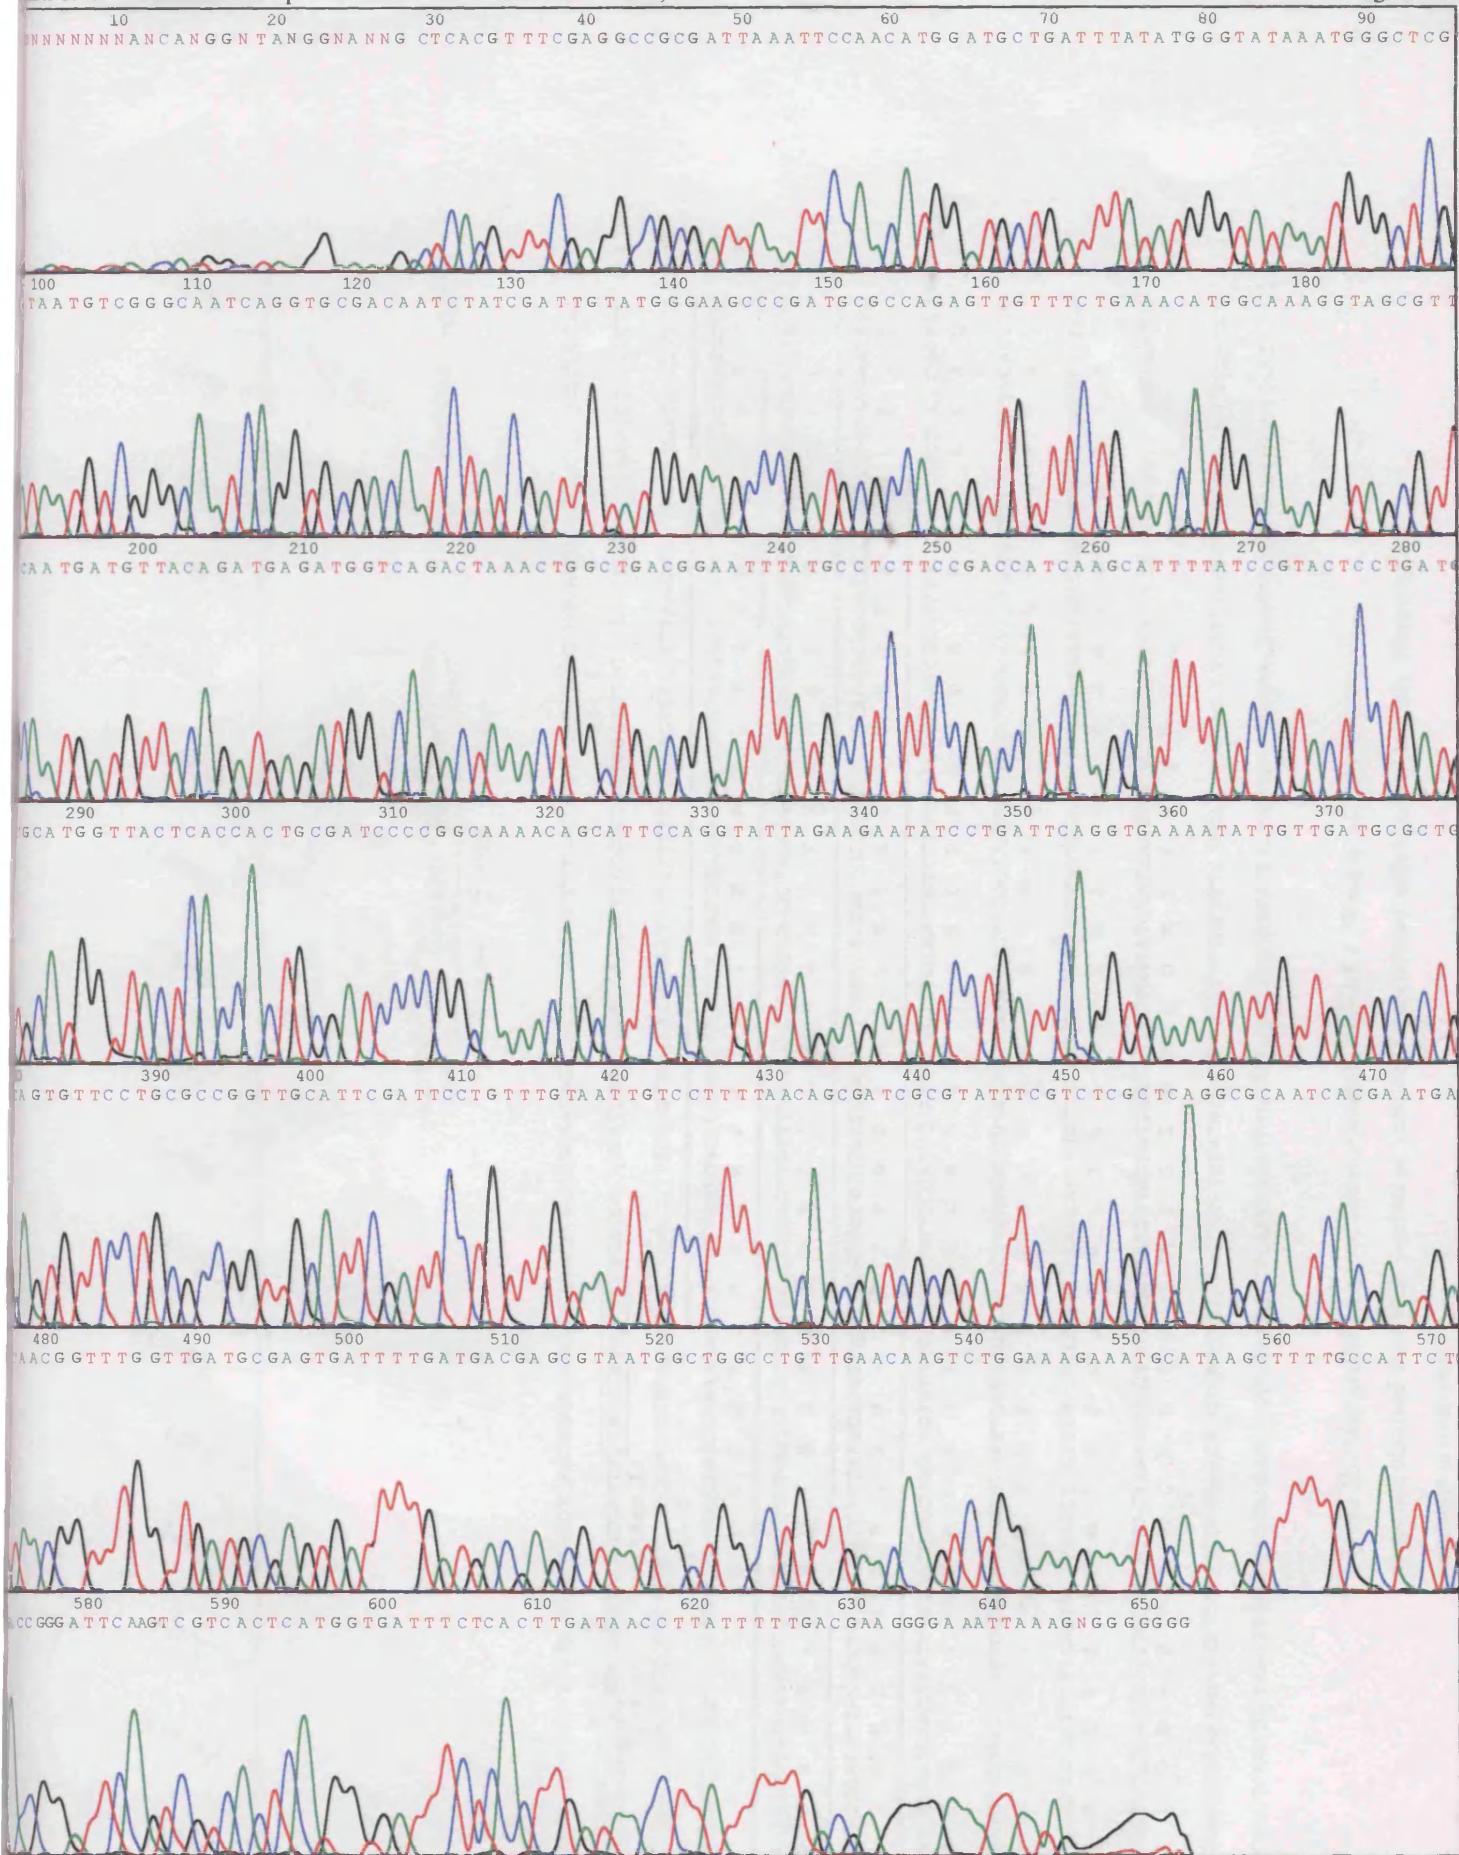 10 20 30 40 50 60 70 80 90
NNNNNNNANCANGGNTANGGNANNG CTCACGTTTCGAGGCCGCGATTAAATTCCAACATGGATGCTGATTTATATGGGTATAAATGGGCTCG
100 110 120 130 140 150 160 170 180
TAATGTCGGGCAATCAGGTGCGACAATCTATCGATTGTATGGGAAGCCCGATGCGCCAGAGTTGTTTCTGAAACATGGCAAAGGTAGCGTT
200 210 220 230 240 250 260 270 280
CAATGATGTTACAGATGAGATGGTCAGACTAAACTGGCTGACGGAATTTATGCCTCTTCCGACCATCAAGCATTTTATCCGTACTCCTGATG
290 300 310 320 330 340 350 360 370
GCATGGTTACTCACCACTGCGATCCCCGGCAAAACAGCATTCCAGGTATTAGAAGAATATCCTGATTCAGGTGAAAATATTGTTGATGCGCTG
390 400 410 420 430 440 450 460 470
AGTGTTCCTGCGCCGGTTGCATTCGATTCCTGTTTGTAATTGTCCTTTTAACAGCGATCGCGTATTTCGTCTCGCTCAGGCGCAATCACGAATGA
480 490 500 510 520 530 540 550 560 570
AACGGTTTGGTTGATGCGAGTGATTTTGATGACGAGCGTAATGGCTGGCCTGTTGAACAAGTCTGGAAAGAAATGCATAAGCTTTTGCCATTCT
580 590 600 610 620 630 640 650
CCGGGATTCAAGTCGTCACTCATGGTGATTTCTCACTTGATAACCTTATTTTTGACGAAGGGGAAATTAAAGNGGGGGGG